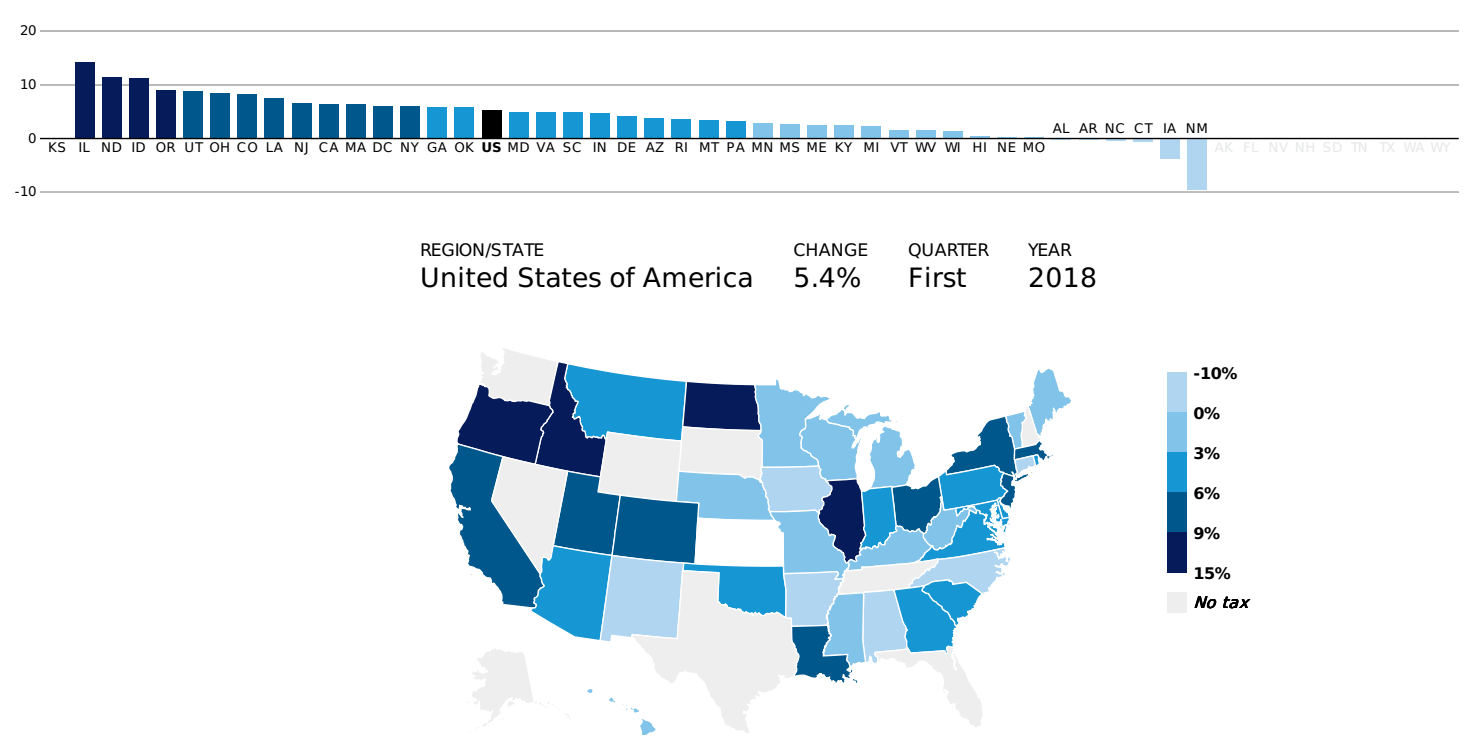 20
10
0
-10
AL AR NC CT IA NM
KS IL ND ID OR UT OH CO LA NJ CA MA DC NY GA OK US MD VA SC IN DE AZ RI MT PA MN MS ME KY MI VT WV WI HI NE MO AK FL NV NH SD TN TX WA WY
REGION/STATE CHANGE QUARTER YEAR
United States of America 5.4% First 2018
-10%
0%
3%
6%
9%
15%
No tax